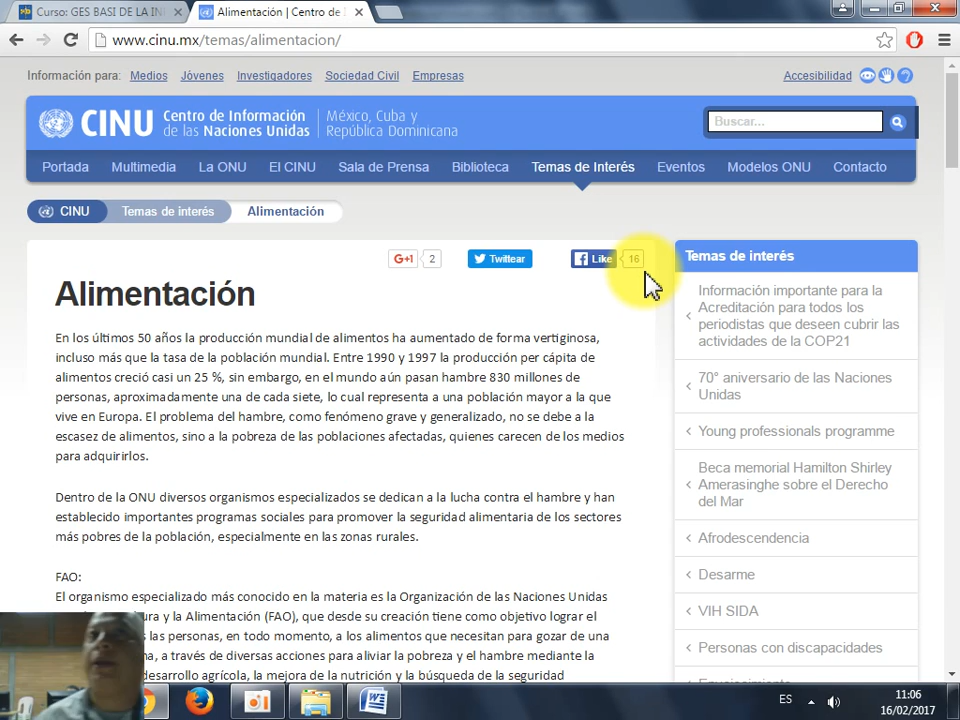 Curso: GES BASI DE LA IN
Alimentación | Centro de I
www.cinu.mx/temas/alimentacion/
Información para: Medios Jóvenes Investigadores Sociedad Civil Empresas Accesibilidad
CINU Centro de Información de las Naciones Unidas México, Cuba y República Dominicana
Buscar...
Portada Multimedia La ONU El CINU Sala de Prensa Biblioteca Temas de Interés Eventos Modelos ONU Contacto
CINU Temas de interés Alimentación
G+1 2 Twittear Like 16
Alimentación
En los últimos 50 años la producción mundial de alimentos ha aumentado de forma vertiginosa,
incluso más que la tasa de la población mundial. Entre 1990 y 1997 la producción per cápita de
alimentos creció casi un 25 %, sin embargo, en el mundo aún pasan hambre 830 millones de
personas, aproximadamente una de cada siete, lo cual representa a una población mayor a la que
vive en Europa. El problema del hambre, como fenómeno grave y generalizado, no se debe a la
escasez de alimentos, sino a la pobreza de las poblaciones afectadas, quienes carecen de los medios
para adquirirlos.
Dentro de la ONU diversos organismos especializados se dedican a la lucha contra el hambre y han
establecido importantes programas sociales para promover la seguridad alimentaria de los sectores
más pobres de la población, especialmente en las zonas rurales.
FAO:
El organismo especializado más conocido en la materia es la Organización de las Naciones Unidas
ura y la Alimentación (FAO), que desde su creación tiene como objetivo lograr el
las personas, en todo momento, a los alimentos que necesitan para gozar de una
na, a través de diversas acciones para aliviar la pobreza y el hambre mediante la
desarrollo agrícola, la mejora de la nutrición y la búsqueda de la seguridad
Temas de interés
Información importante para la
Acreditación para todos los
periodistas que deseen cubrir las
actividades de la COP21
70° aniversario de las Naciones
Unidas
Young professionals programme
Beca memorial Hamilton Shirley
Amerasinghe sobre el Derecho
del Mar
Afrodescendencia
Desarme
VIH SIDA
Personas con discapacidades
ES
11:06
16/02/2017